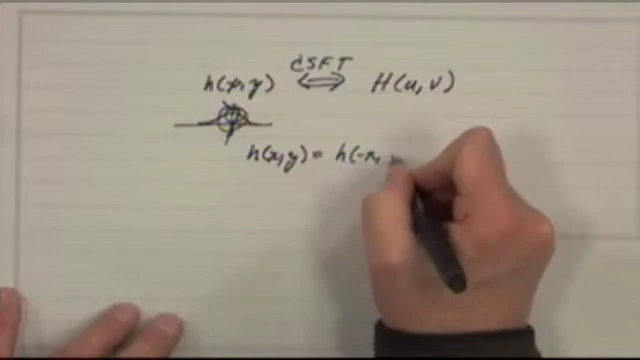 CSFT
h(x,y) ⟺ H(u,v)
h(x,y) = h(-x,